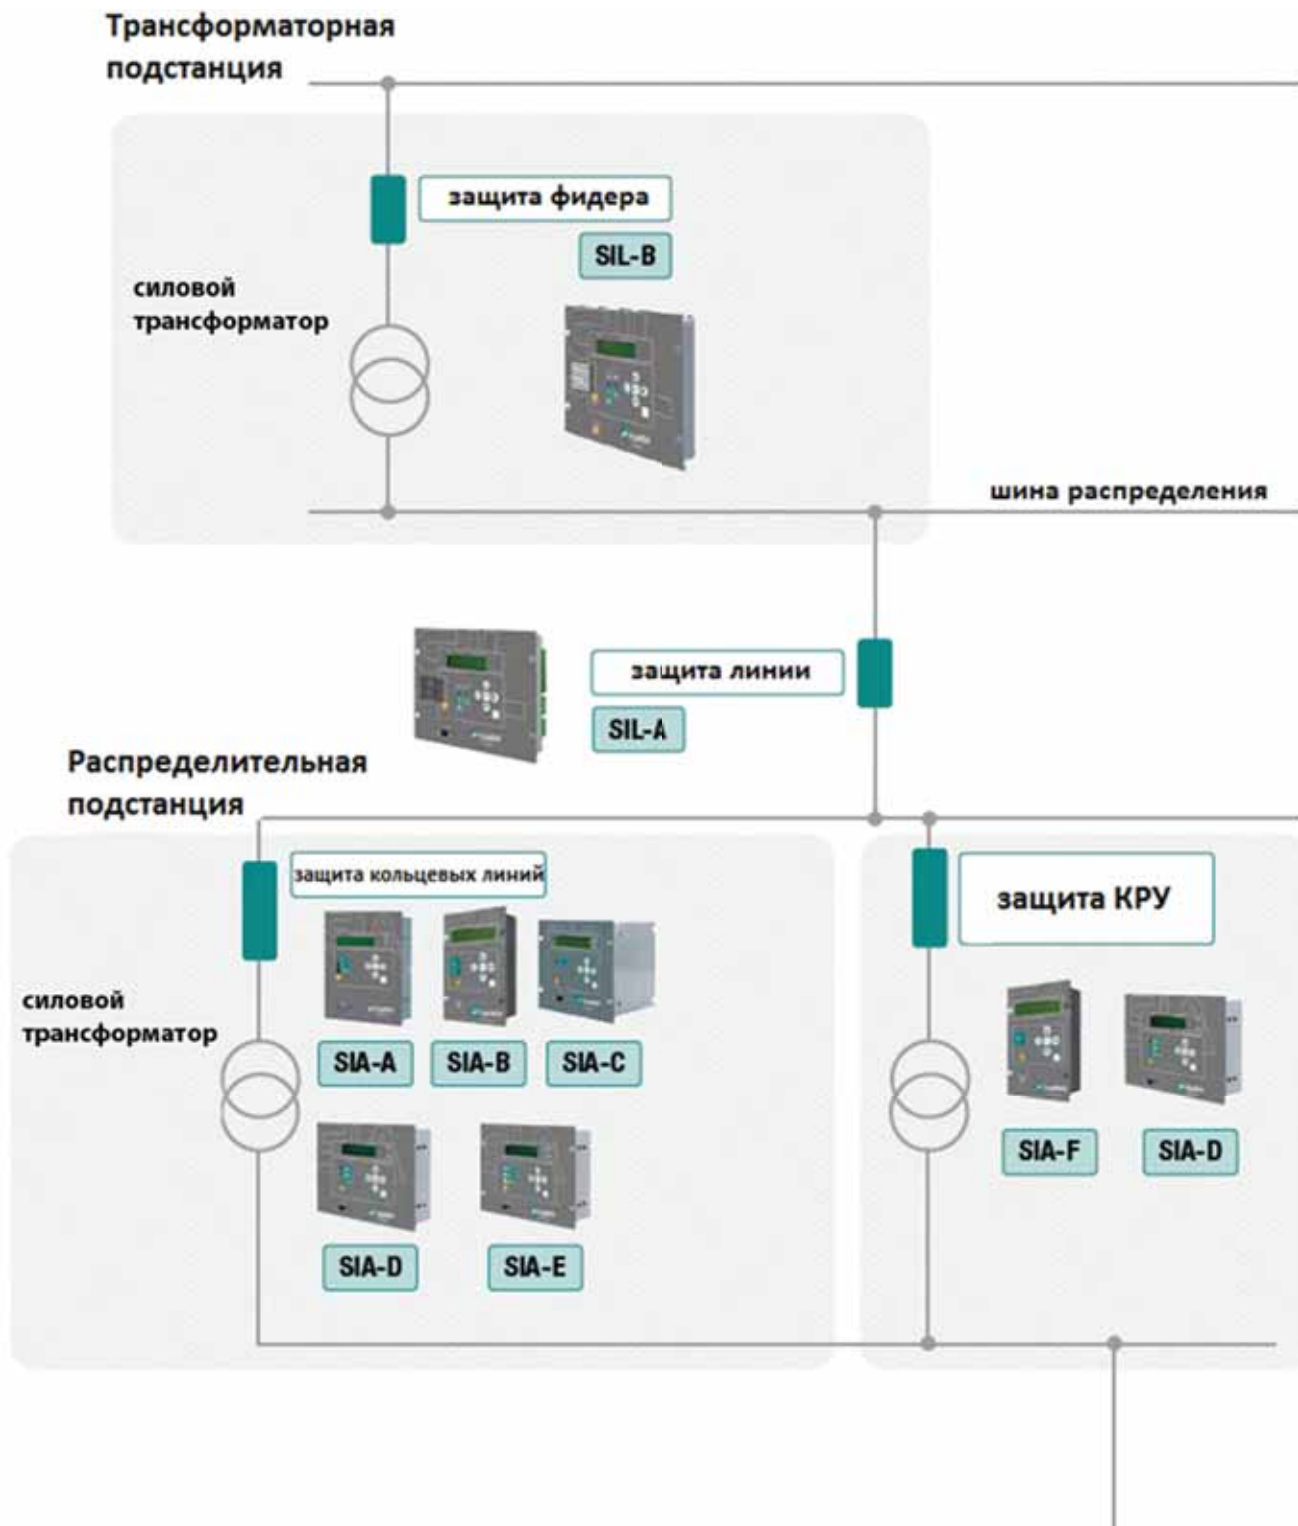 Трансформаторная
подстанция
защита фидера
SIL-B
силовой
трансформатор
шина распределения
защита линии
SIL-A
Распределительная
подстанция
защита кольцевых линий
защита КРУ
силовой
трансформатор
SIA-A
SIA-B
SIA-C
SIA-F
SIA-D
SIA-D
SIA-E